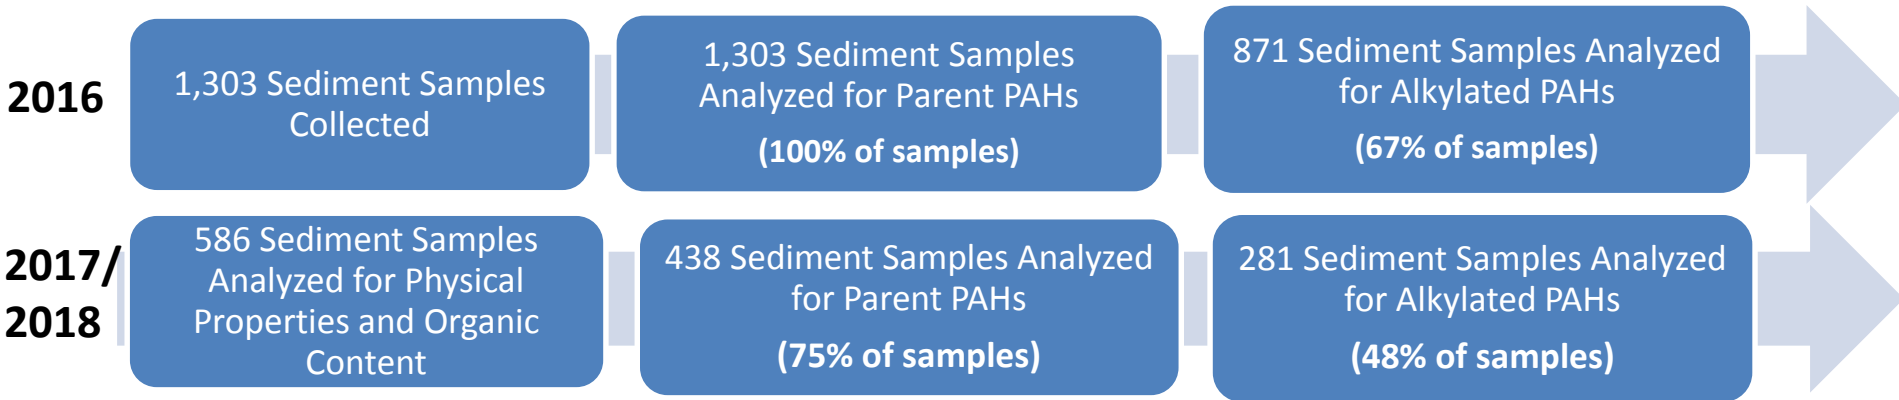 2016
1,303 Sediment Samples
Collected
1,303 Sediment Samples
Analyzed for Parent PAHs
(100% of samples)
871 Sediment Samples Analyzed
for Alkylated PAHs
(67% of samples)
2017/
2018
586 Sediment Samples
Analyzed for Physical
Properties and Organic
Content
438 Sediment Samples Analyzed
for Parent PAHs
(75% of samples)
281 Sediment Samples Analyzed
for Alkylated PAHs
(48% of samples)